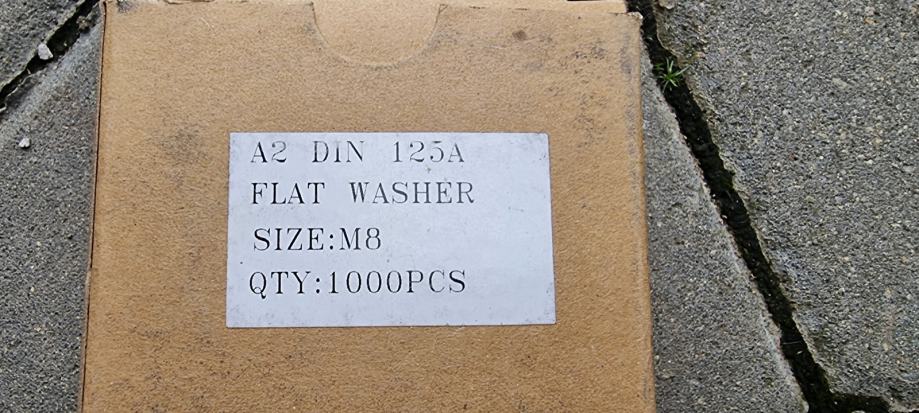 A2 DIN 125A
FLAT WASHER
SIZE:M8
QTY:1000PCS